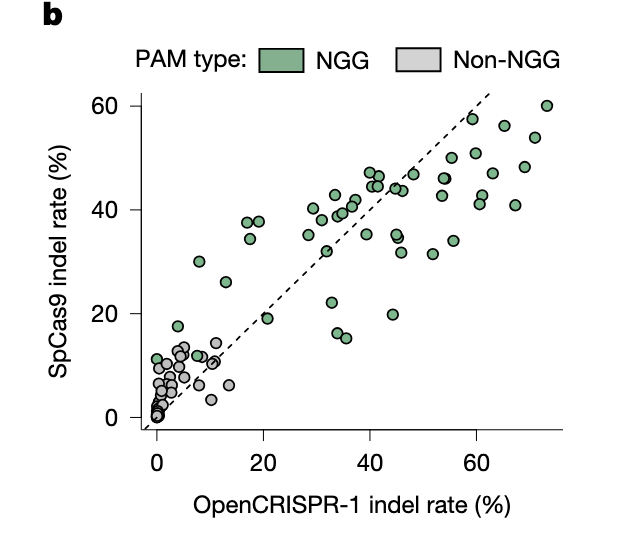 b
PAM type: NGG Non-NGG
SpCas9 indel rate (%)
60
40
20
0
0 20 40 60
OpenCRISPR-1 indel rate (%)